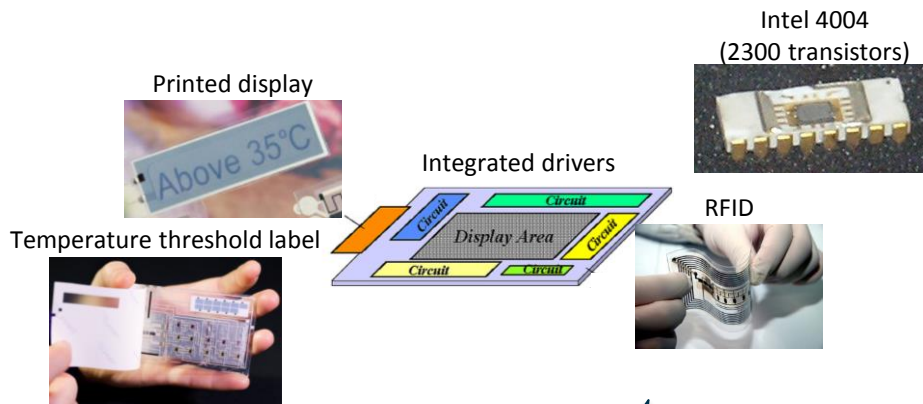 Intel 4004
(2300 transistors)
Printed display
Above 35°C
Integrated drivers
Circuit
Circuit
Circuit
Display Area
Circuit
Circuit
RFID
Temperature threshold label